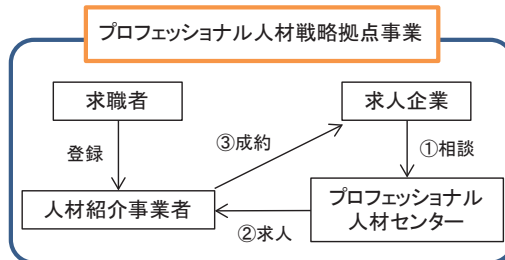 プロフェッショナル人材戦略拠点事業
求職者
求人企業
登録
③成約
①相談
人材紹介事業者
プロフェッショナル
人材センター
②求人